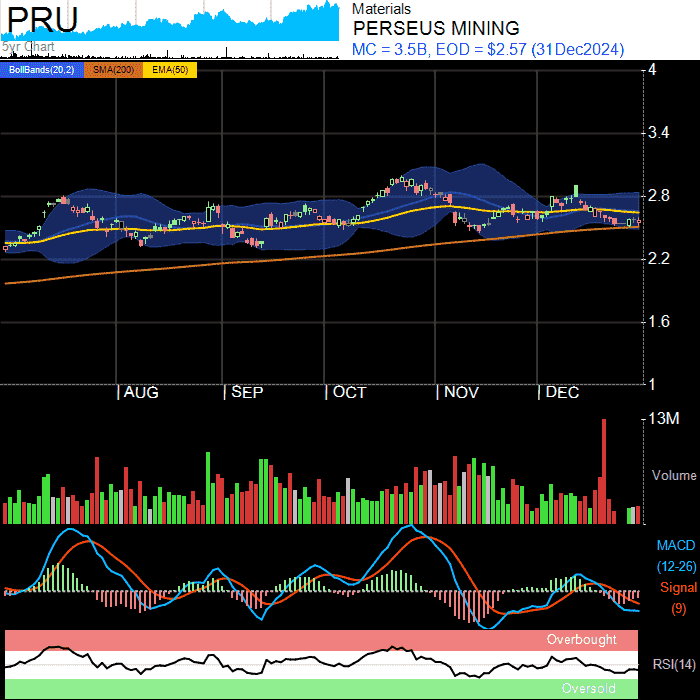 PRU
5yr Chart
Materials
PERSEUS MINING
MC = 3.5B, EOD = $2.57 (31Dec2024)
BollBands(20,2) SMA(200) EMA(50)
4
3.4
2.8
2.2
1.6
1
AUG SEP OCT NOV DEC
13M
Volume
MACD
(12-26)
Signal
(9)
Overbought
RSI(14)
Oversold